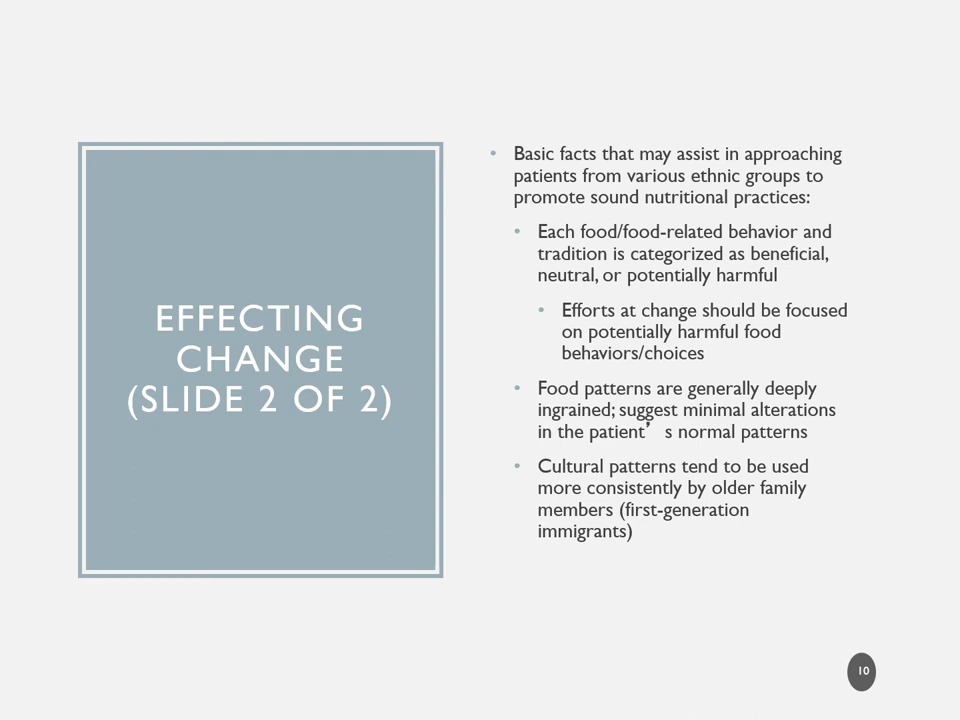 EFFECTING
CHANGE
(SLIDE 2 OF 2)
• Basic facts that may assist in approaching
patients from various ethnic groups to
promote sound nutritional practices:
• Each food/food-related behavior and
tradition is categorized as beneficial,
neutral, or potentially harmful
• Efforts at change should be focused
on potentially harmful food
behaviors/choices
• Food patterns are generally deeply
ingrained; suggest minimal alterations
in the patient’ s normal patterns
• Cultural patterns tend to be used
more consistently by older family
members (first-generation
immigrants)
10